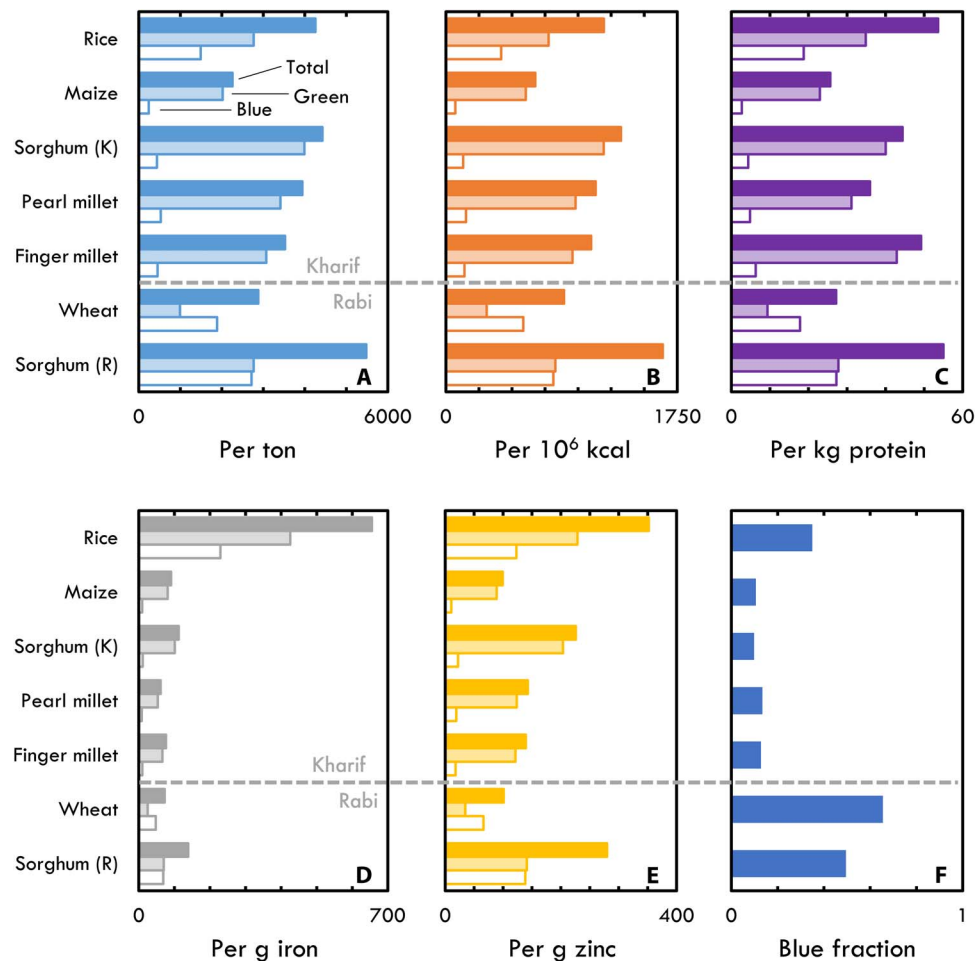 Rice
Maize
Total
Green
Blue
Sorghum (K)
Pearl millet
Finger millet
Kharif
Rabi
Wheat
Sorghum (R)
A
B
C
0 6000
0 1750
0 60
Per ton
Per 10⁶ kcal
Per kg protein
Rice
Maize
Sorghum (K)
Pearl millet
Finger millet
Kharif
Rabi
Wheat
Sorghum (R)
D
E
F
0 700
0 400
0 1
Per g iron
Per g zinc
Blue fraction